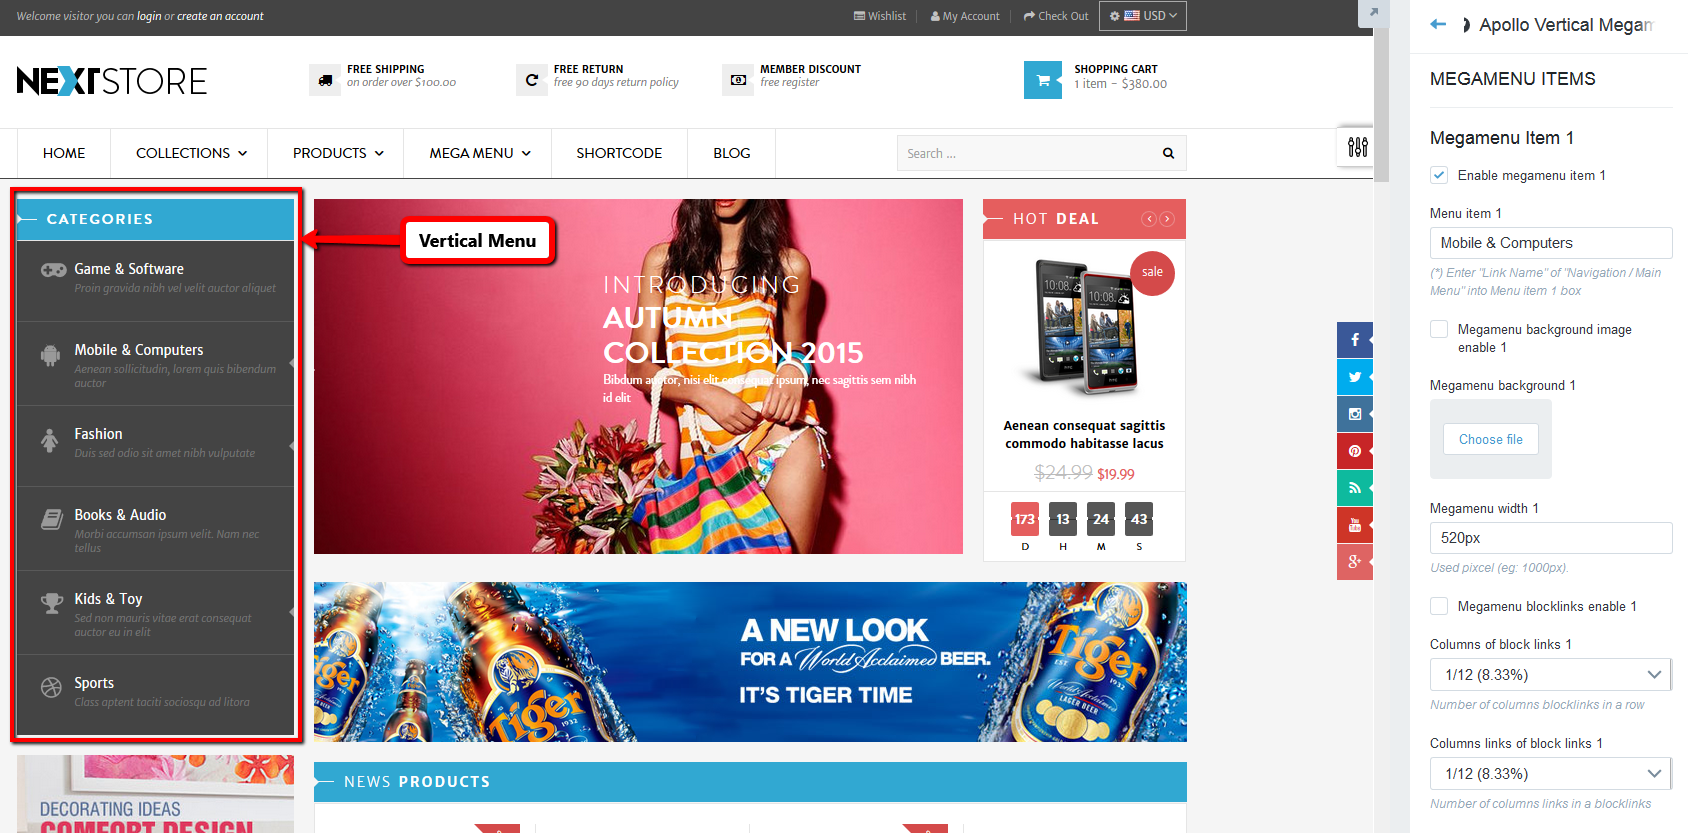 Welcome visitor you can login or create an account
Wishlist
My Account
Check Out
USD
NEXTSTORE
FREE SHIPPING
on order over $100.00
FREE RETURN
free 90 days return policy
MEMBER DISCOUNT
free register
SHOPPING CART
1 item - $380.00
HOME
COLLECTIONS
PRODUCTS
MEGA MENU
SHORTCODE
BLOG
Search ...
CATEGORIES
Game & Software
Proin gravida nibh vel velit auctor aliquet
Mobile & Computers
Aenean sollicitudin, lorem quis bibendum
auctor
Fashion
Duis sed odio sit amet nibh vulputate
Books & Audio
Morbi accumsan ipsum velit. Nam nec
tellus
Kids & Toy
Sed non mauris vitae erat consequat
auctor eu in elit
Sports
Class aptent taciti sociosqu ad litora
Vertical Menu
INTRODUCING
AUTUMN
COLLECTION 2015
Bibdum auctor, nisi elit consequat ipsum, nec sagittis sem nibh
id elit
HOT DEAL
sale
Aenean consequat sagittis
commodo habitasse lacus
$24.99 $19.99
173 13 24 43
D H M S
A NEW LOOK
FOR A World Acclaimed BEER.
IT'S TIGER TIME
Tiger
Tiger
NEWS PRODUCTS
DECORATING IDEAS
COMFORT DESIGN
Apollo Vertical Megam
MEGAMENU ITEMS
Megamenu Item 1
Enable megamenu item 1
Menu item 1
Mobile & Computers
(*) Enter "Link Name" of "Navigation / Main
Menu" into Menu item 1 box
Megamenu background image
enable 1
Megamenu background 1
Choose file
Megamenu width 1
520px
Used pixcel (eg: 1000px).
Megamenu blocklinks enable 1
Columns of block links 1
1/12 (8.33%)
Number of columns blocklinks in a row
Columns links of block links 1
1/12 (8.33%)
Number of columns links in a blocklinks